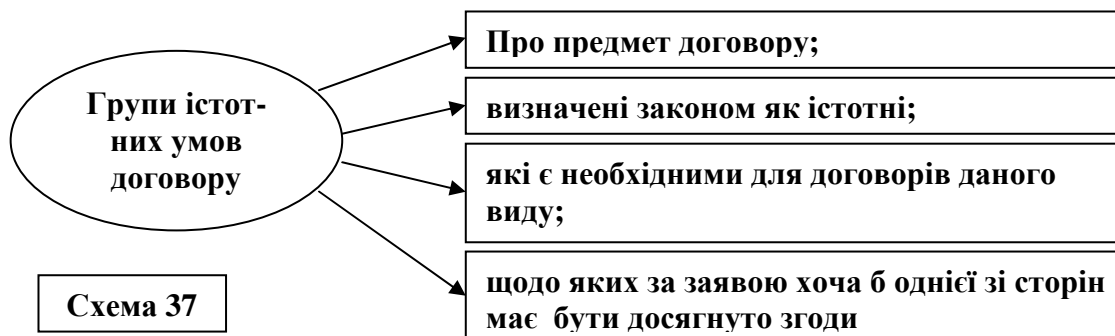 Групи істот-
них умов
договору
Про предмет договору;
визначені законом як істотні;
які є необхідними для договорів даного
виду;
щодо яких за заявою хоча б однієї зі сторін
має бути досягнуто згоди
Схема 37